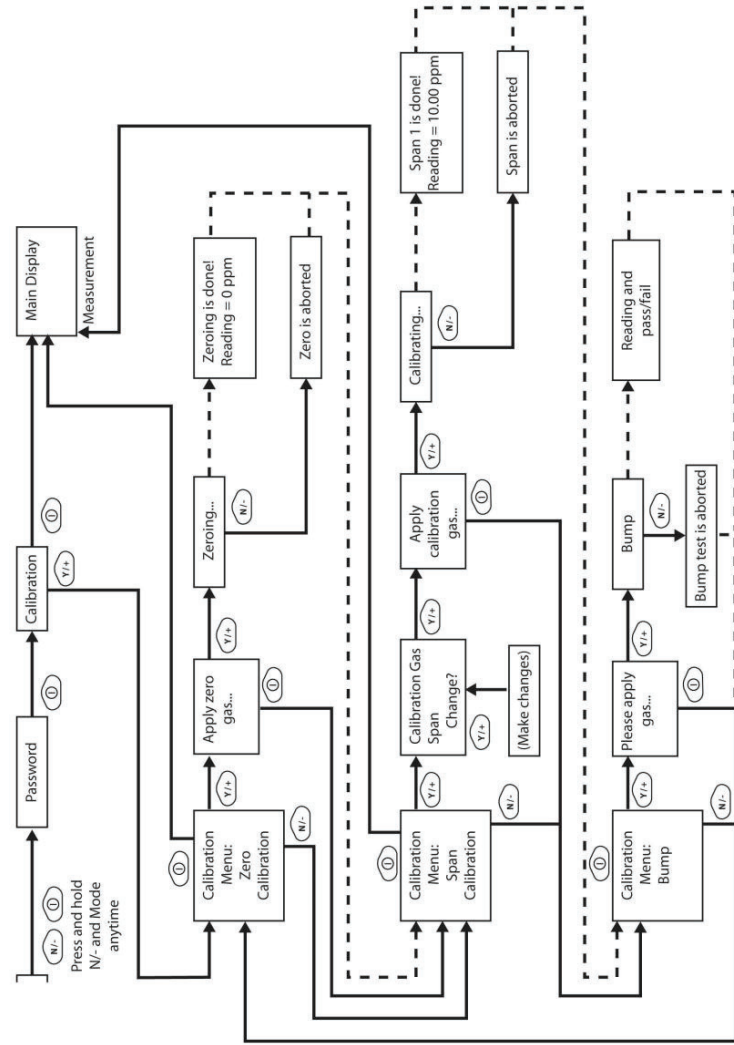 N/-
Press and hold
N/- and Mode
anytime
Password
Calibration
Y/+
Main Display
Measurement
Calibration
Menu:
Zero
Calibration
Y/+
N/-
Apply zero
gas...
Y/+
Zeroing...
N/-
Zeroing is done!
Reading = 0 ppm
Zero is aborted
Calibration
Menu:
Span
Calibration
Y/+
N/-
Calibration Gas
Span
Change?
Y/+
(Make changes)
Y/+
Apply
calibration
gas...
Y/+
Calibrating...
N/-
Span 1 is done!
Reading = 10.00 ppm
Span is aborted
Calibration
Menu:
Bump
Y/+
N/-
Please apply
gas...
Y/+
Bump
N/-
Bump test is aborted
Reading and
pass/fail